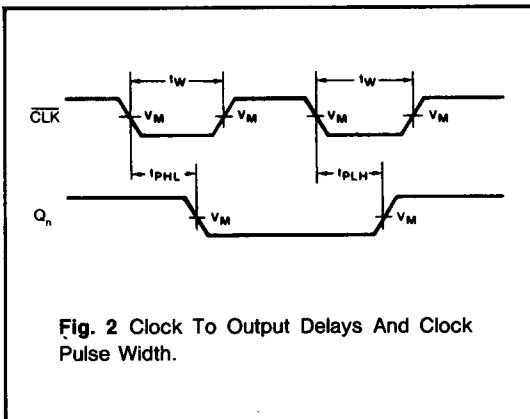 tW tW
CLK VM VM VM VM
tPHL tPLH
Qn VM VM
Fig. 2 Clock To Output Delays And Clock
Pulse Width.